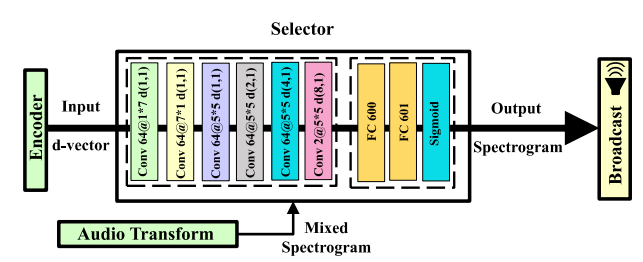 Selector
Encoder
Input
d-vector
Conv 64@1*7 d(1,1)
Conv 64@7*1 d(1,1)
Conv 64@5*5 d(1,1)
Conv 64@5*5 d(2,1)
Conv 64@5*5 d(4,1)
Conv 2@5*5 d(8,1)
FC 600
FC 601
Sigmoid
Output
Spectrogram
Broadcast
Audio Transform
Mixed
Spectrogram